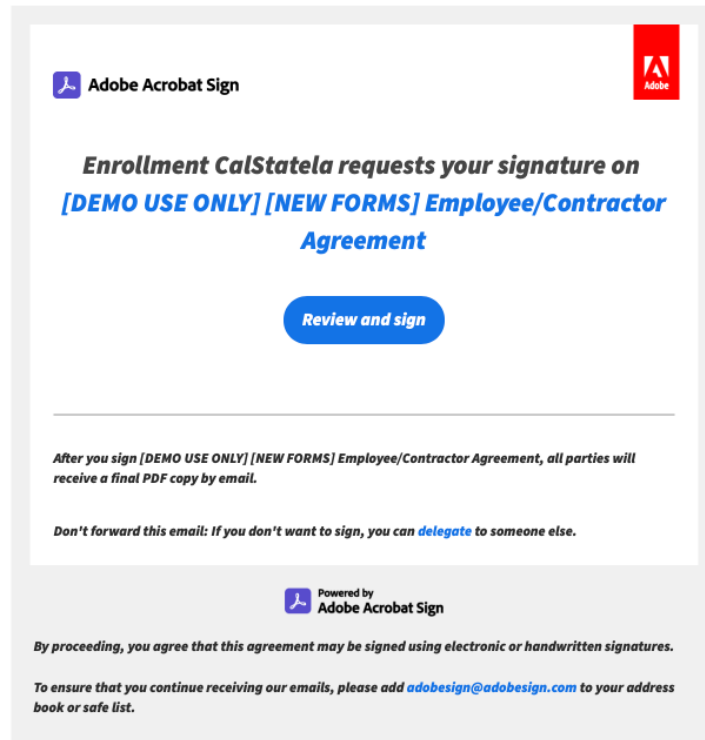 Adobe Acrobat Sign
Adobe
Enrollment CalStatela requests your signature on
[DEMO USE ONLY] [NEW FORMS] Employee/Contractor
Agreement
Review and sign
After you sign [DEMO USE ONLY] [NEW FORMS] Employee/Contractor Agreement, all parties will
receive a final PDF copy by email.
Don't forward this email: If you don't want to sign, you can delegate to someone else.
Powered by
Adobe Acrobat Sign
By proceeding, you agree that this agreement may be signed using electronic or handwritten signatures.
To ensure that you continue receiving our emails, please add adobesign@adobesign.com to your address
book or safe list.